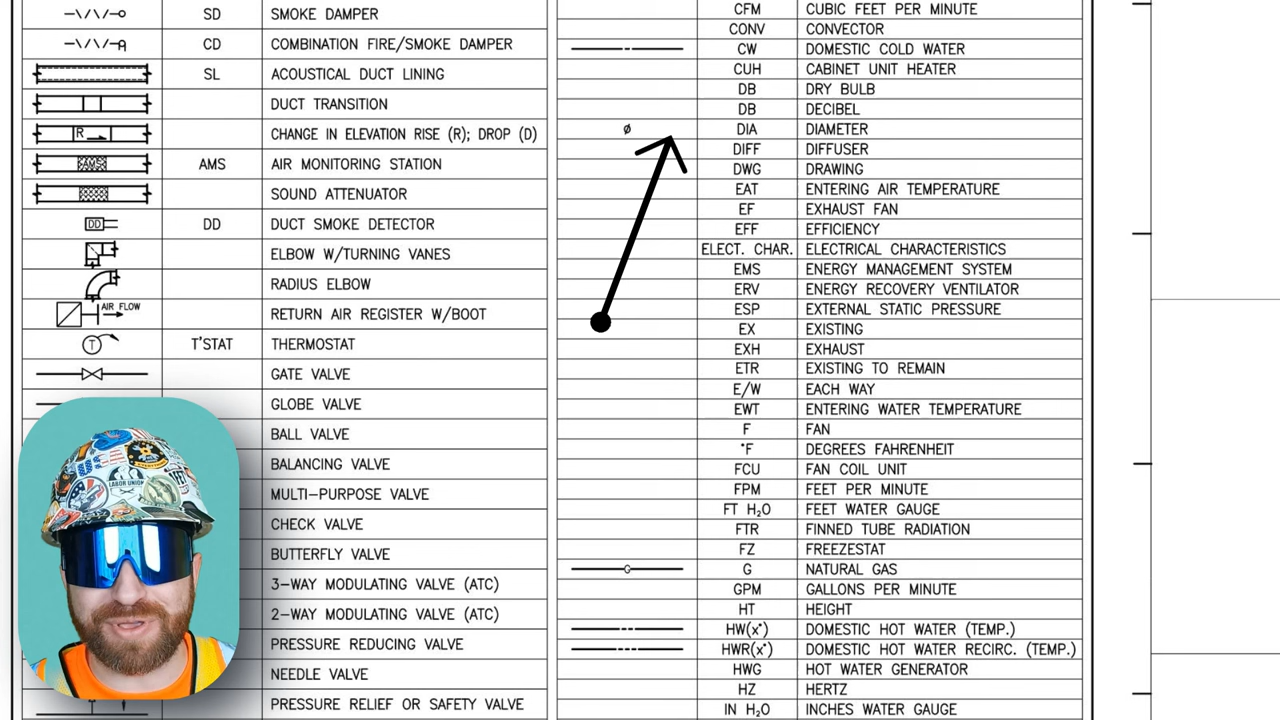 SD SMOKE DAMPER
CD COMBINATION FIRE/SMOKE DAMPER
SL ACOUSTICAL DUCT LINING
DUCT TRANSITION
R CHANGE IN ELEVATION RISE (R); DROP (D)
AMS AMS AIR MONITORING STATION
SOUND ATTENUATOR
DD DD DUCT SMOKE DETECTOR
ELBOW W/TURNING VANES
RADIUS ELBOW
AIR FLOW RETURN AIR REGISTER W/BOOT
T T'STAT THERMOSTAT
GATE VALVE
GLOBE VALVE
BALL VALVE
BALANCING VALVE
MULTI-PURPOSE VALVE
CHECK VALVE
BUTTERFLY VALVE
3-WAY MODULATING VALVE (ATC)
2-WAY MODULATING VALVE (ATC)
PRESSURE REDUCING VALVE
NEEDLE VALVE
PRESSURE RELIEF OR SAFETY VALVE
CFM CUBIC FEET PER MINUTE
CONV CONVECTOR
CW DOMESTIC COLD WATER
CUH CABINET UNIT HEATER
DB DRY BULB
DB DECIBEL
ø DIA DIAMETER
DIFF DIFFUSER
DWG DRAWING
EAT ENTERING AIR TEMPERATURE
EF EXHAUST FAN
EFF EFFICIENCY
ELECT. CHAR. ELECTRICAL CHARACTERISTICS
EMS ENERGY MANAGEMENT SYSTEM
ERV ENERGY RECOVERY VENTILATOR
ESP EXTERNAL STATIC PRESSURE
EX EXISTING
EXH EXHAUST
ETR EXISTING TO REMAIN
E/W EACH WAY
EWT ENTERING WATER TEMPERATURE
F FAN
°F DEGREES FAHRENHEIT
FCU FAN COIL UNIT
FPM FEET PER MINUTE
FT H₂O FEET WATER GAUGE
FTR FINNED TUBE RADIATION
FZ FREEZESTAT
G G NATURAL GAS
GPM GALLONS PER MINUTE
HT HEIGHT
HW(x°) DOMESTIC HOT WATER (TEMP.)
HWR(x°) DOMESTIC HOT WATER RECIRC. (TEMP.)
HWG HOT WATER GENERATOR
HZ HERTZ
IN H₂O INCHES WATER GAUGE
LABOR UNION